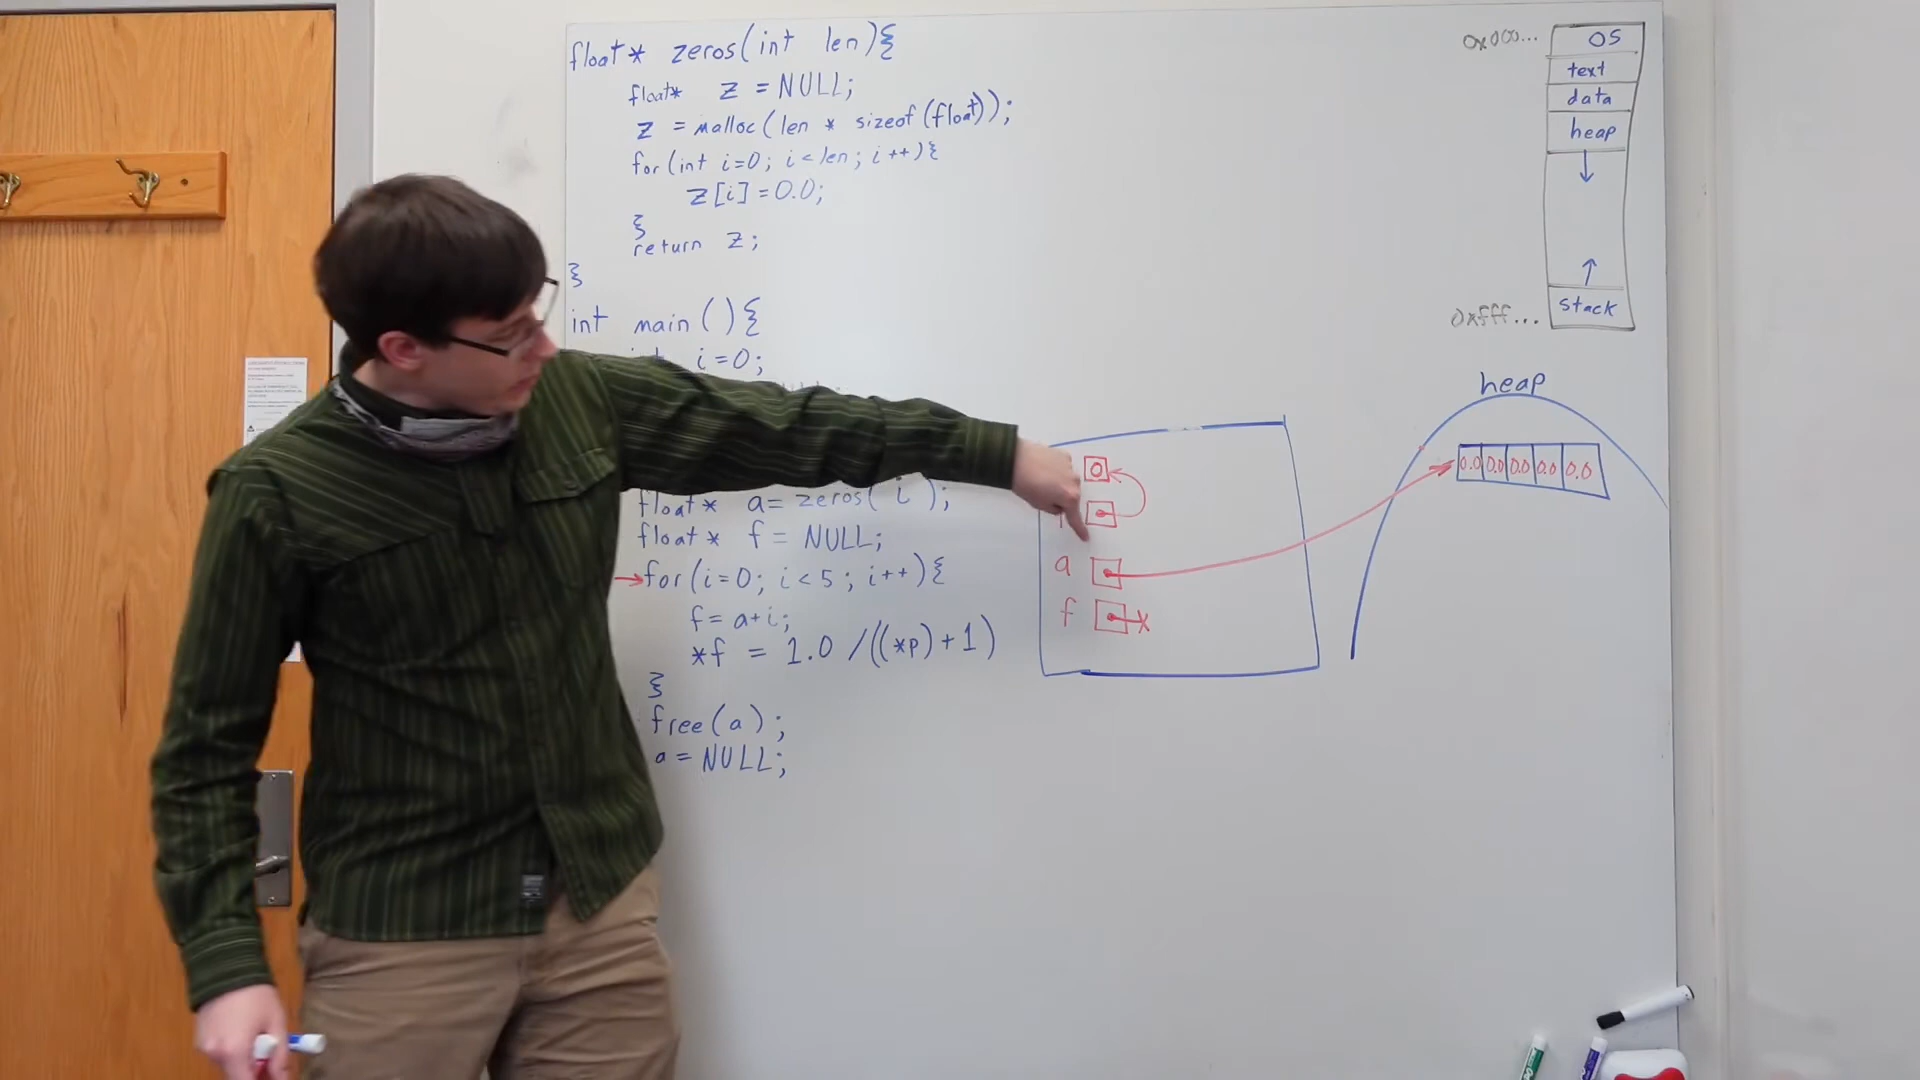 float* zeros(int len){
float* z = NULL;
z = malloc(len * sizeof(float));
for(int i=0; i<len; i++){
z[i] = 0.0;
}
return z;
}
int main(){
i=0;
float* a= zeros( i );
float* f = NULL;
→for(i=0; i<5; i++){
f= a+i;
*f = 1.0 /((*p)+1)
}
free(a);
a= NULL;
0
a
f
x
0x000...
OS
text
data
heap
↓
↑
stack
0xfff...
heap
0.0 0.0 0.0 0.0 0.0